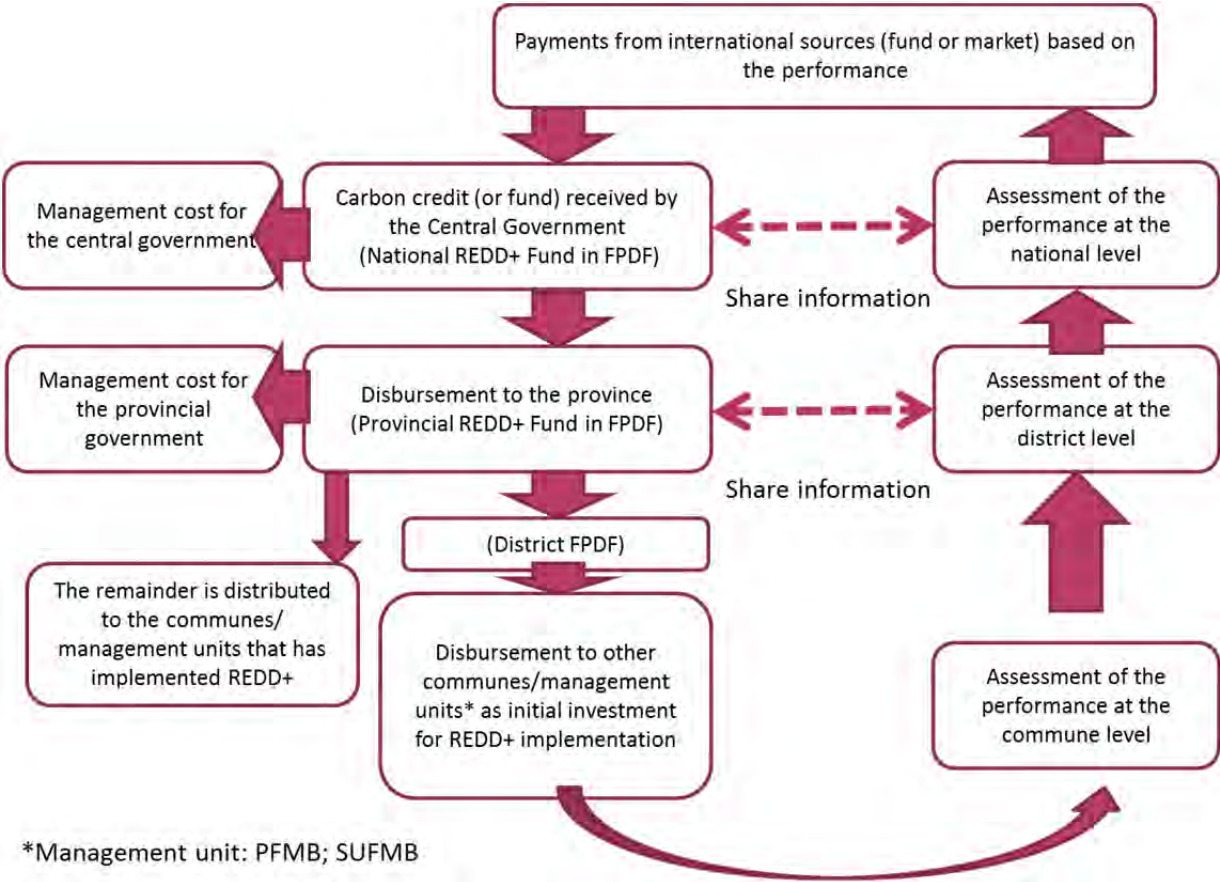 Payments from international sources (fund or market) based on
the performance
Management cost for
the central government
Carbon credit (or fund) received by
the Central Government
(National REDD+ Fund in FPDF)
Assessment of the
performance at the
national level
Share information
Management cost for
the provincial
government
Disbursement to the province
(Provincial REDD+ Fund in FPDF)
Assessment of the
performance at the
district level
Share information
(District FPDF)
The remainder is distributed
to the communes/
management units that has
implemented REDD+
Disbursement to other
communes/management
units* as initial investment
for REDD+ implementation
Assessment of the
performance at the
commune level
*Management unit: PFMB; SUFMB